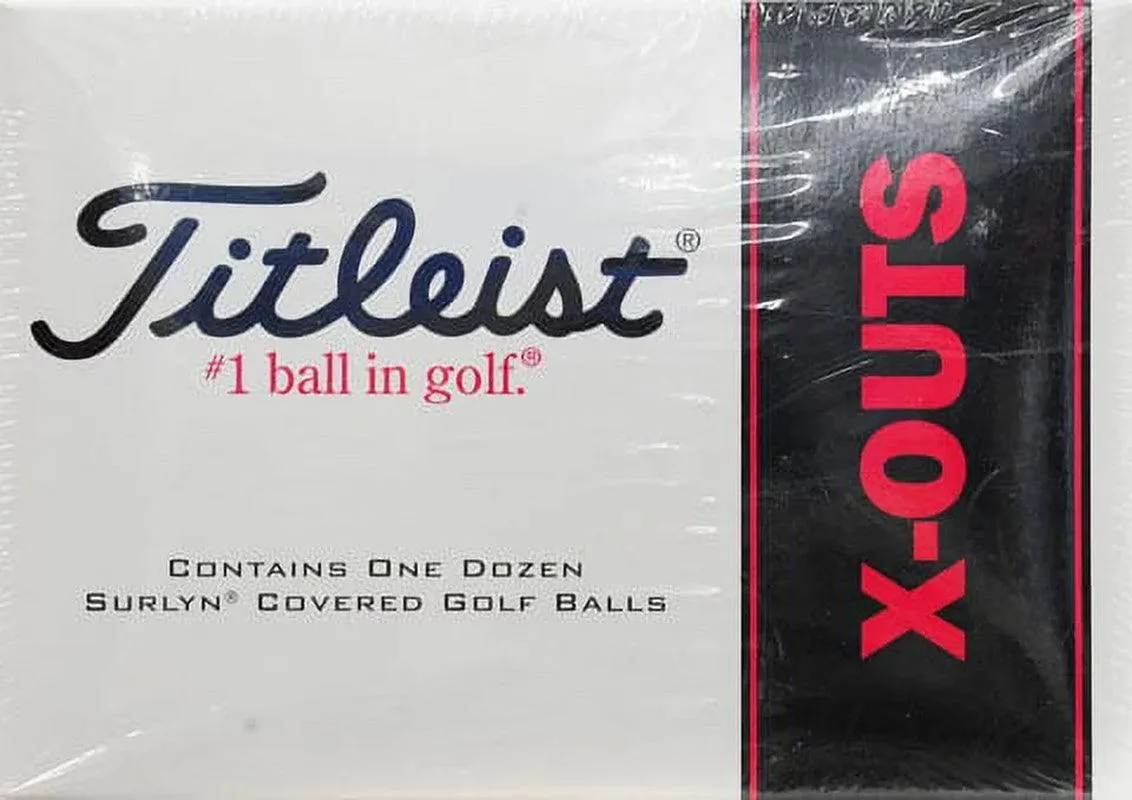 Titleist®
#1 ball in golf.®
CONTAINS ONE DOZEN
SURLYN® COVERED GOLF BALLS
X-OUTS